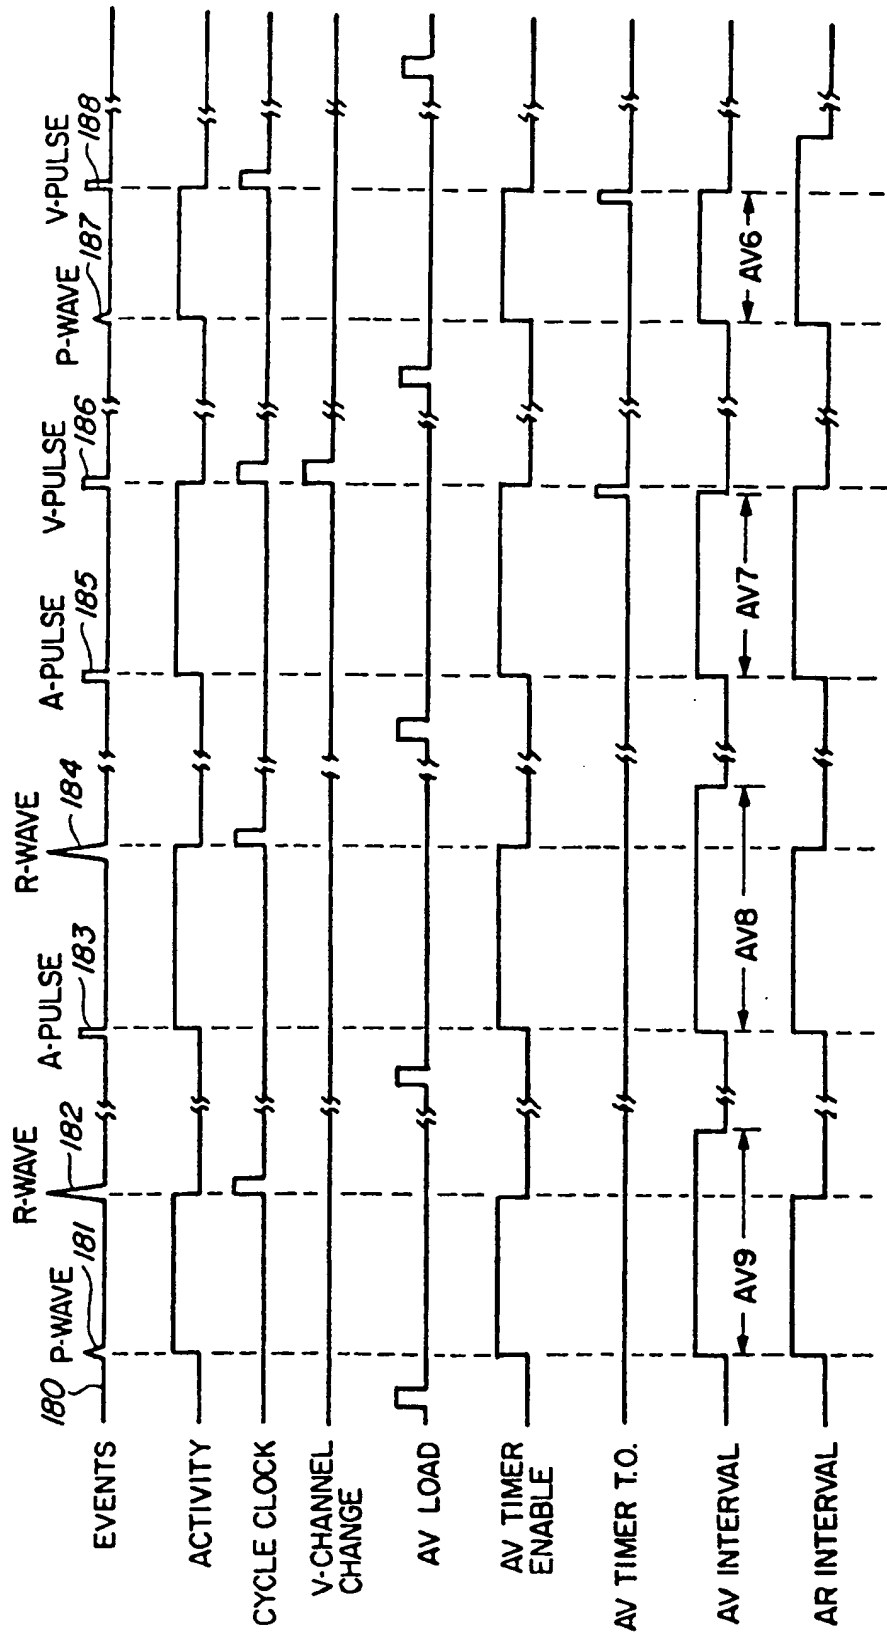 R-WAVE R-WAVE
180 P-WAVE 181 182 A-PULSE 183 184 A-PULSE 185 V-PULSE 186 P-WAVE 187 V-PULSE 188
EVENTS
ACTIVITY
CYCLE CLOCK
V-CHANNEL
CHANGE
AV LOAD
AV TIMER
ENABLE
AV TIMER T.O.
AV INTERVAL
AV9 AV8 AV7 AV6
AR INTERVAL